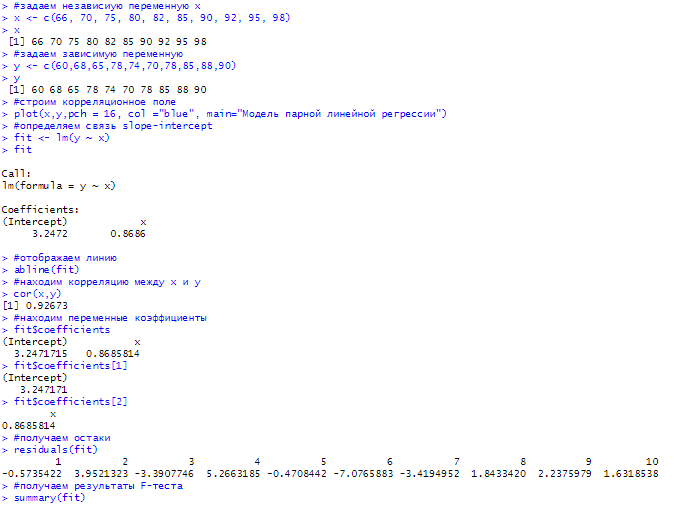 > #задаем независиую переменную x
> x <- c(66, 70, 75, 80, 82, 85, 90, 92, 95, 98)
> x
[1] 66 70 75 80 82 85 90 92 95 98
> #задаем зависимую переменную
> y <- c(60,68,65,78,74,70,78,85,88,90)
> y
[1] 60 68 65 78 74 70 78 85 88 90
> #строим корреляционное поле
> plot(x,y,pch = 16, col ="blue", main="Модель парной линейной регрессии")
> #определяем связь slope-intercept
> fit <- lm(y ~ x)
> fit
Call:
lm(formula = y ~ x)
Coefficients:
(Intercept) x
3.2472 0.8686
> #отображаем линию
> abline(fit)
> #находим корреляцию между x и y
> cor(x,y)
[1] 0.92673
> #находим переменные коэффициенты
> fit$coefficients
(Intercept) x
3.2471715 0.8685814
> fit$coefficients[1]
(Intercept)
3.247171
> fit$coefficients[2]
x
0.8685814
> #получаем остаки
> residuals(fit)
1 2 3 4 5 6 7 8 9 10
-0.5735422 3.9521323 -3.3907746 5.2663185 -0.4708442 -7.0765883 -3.4194952 1.8433420 2.2375979 1.6318538
> #получаем результаты F-теста
> summary(fit)